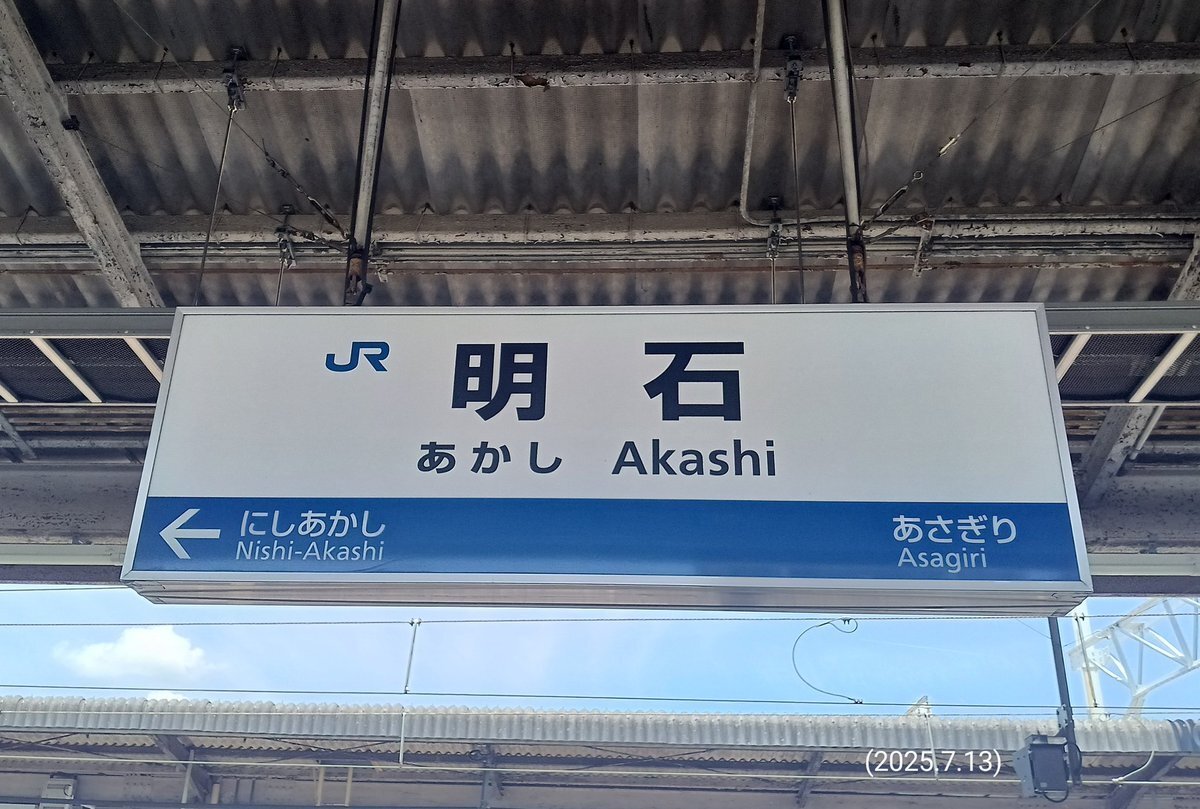 JR 明石
あかし Akashi
← にしあかし
Nishi-Akashi
あさぎり
Asagiri
(2025.7.13)